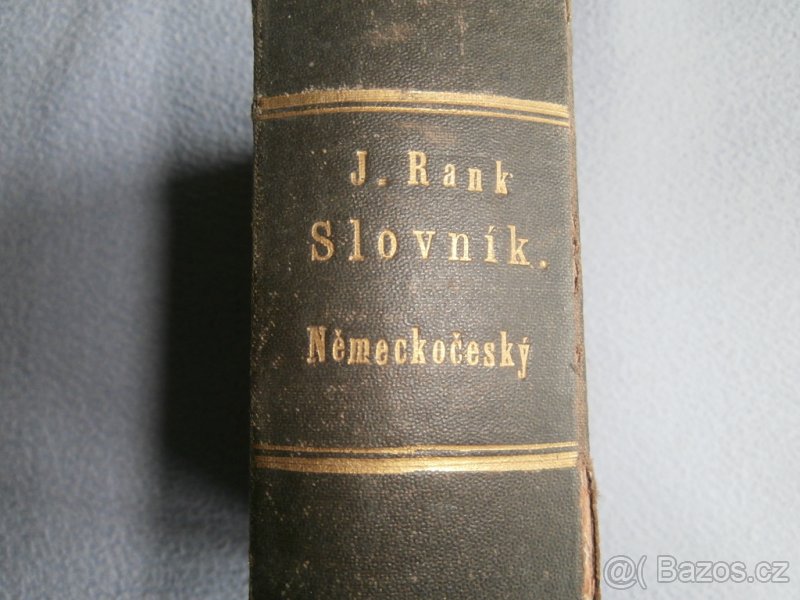 J. Rank
Slovník.
Německočeský
@ Bazos.cz